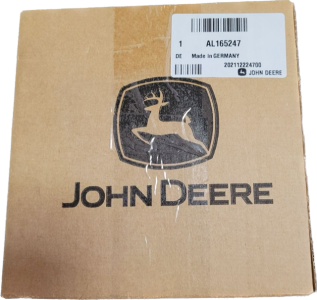 1 AL165247
DE Made in GERMANY
202112224700
JOHN DEERE
JOHN DEERE